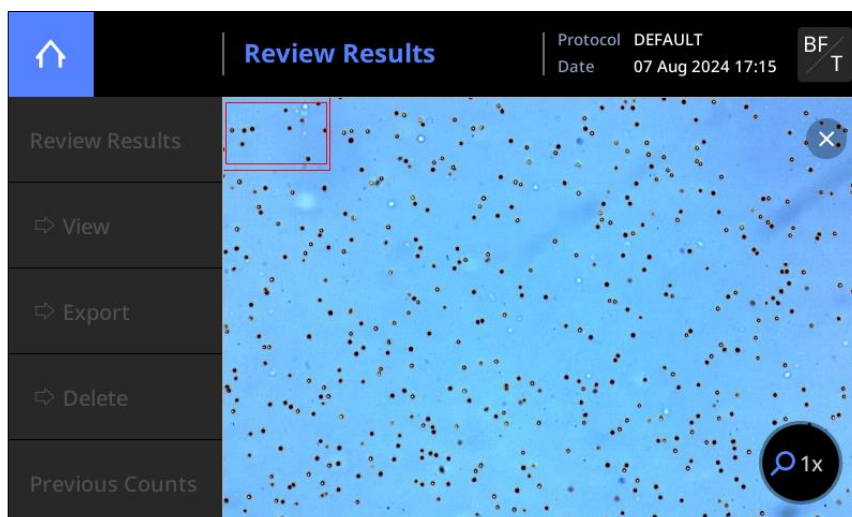 Review Results
Protocol DEFAULT
Date 07 Aug 2024 17:15
BF/T
Review Results
⇨ View
⇨ Export
⇨ Delete
Previous Counts
1x